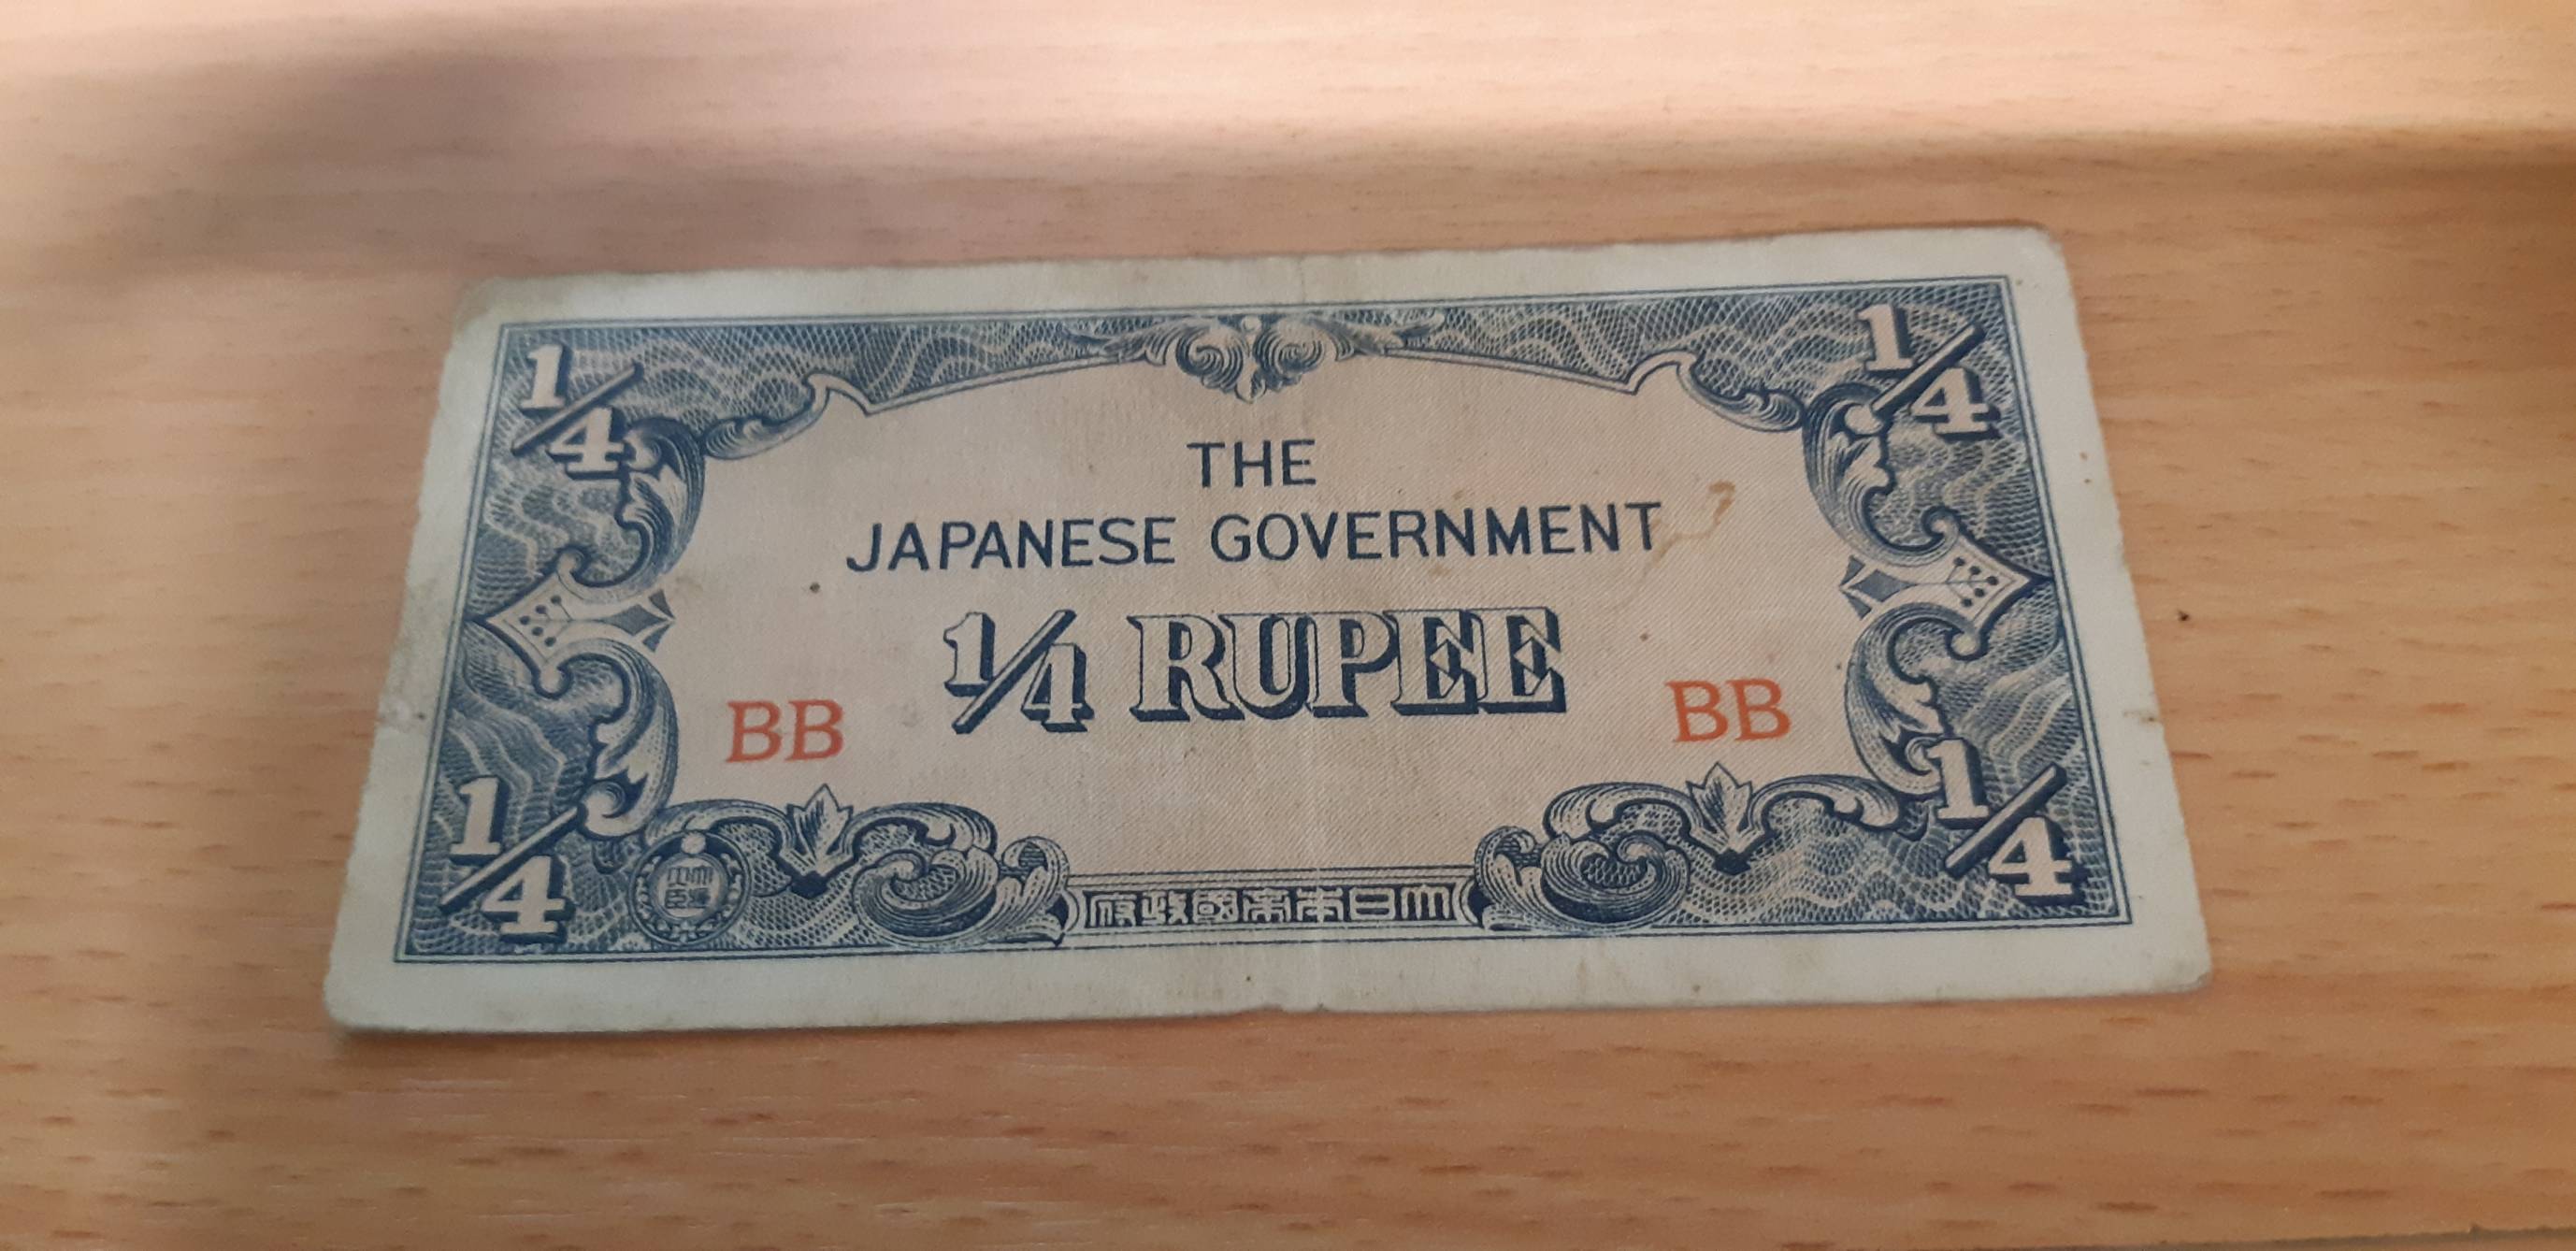 1/4
1/4
THE
JAPANESE GOVERNMENT
1/4 RUPEE
BB
BB
1/4
1/4
府政國帝本日大